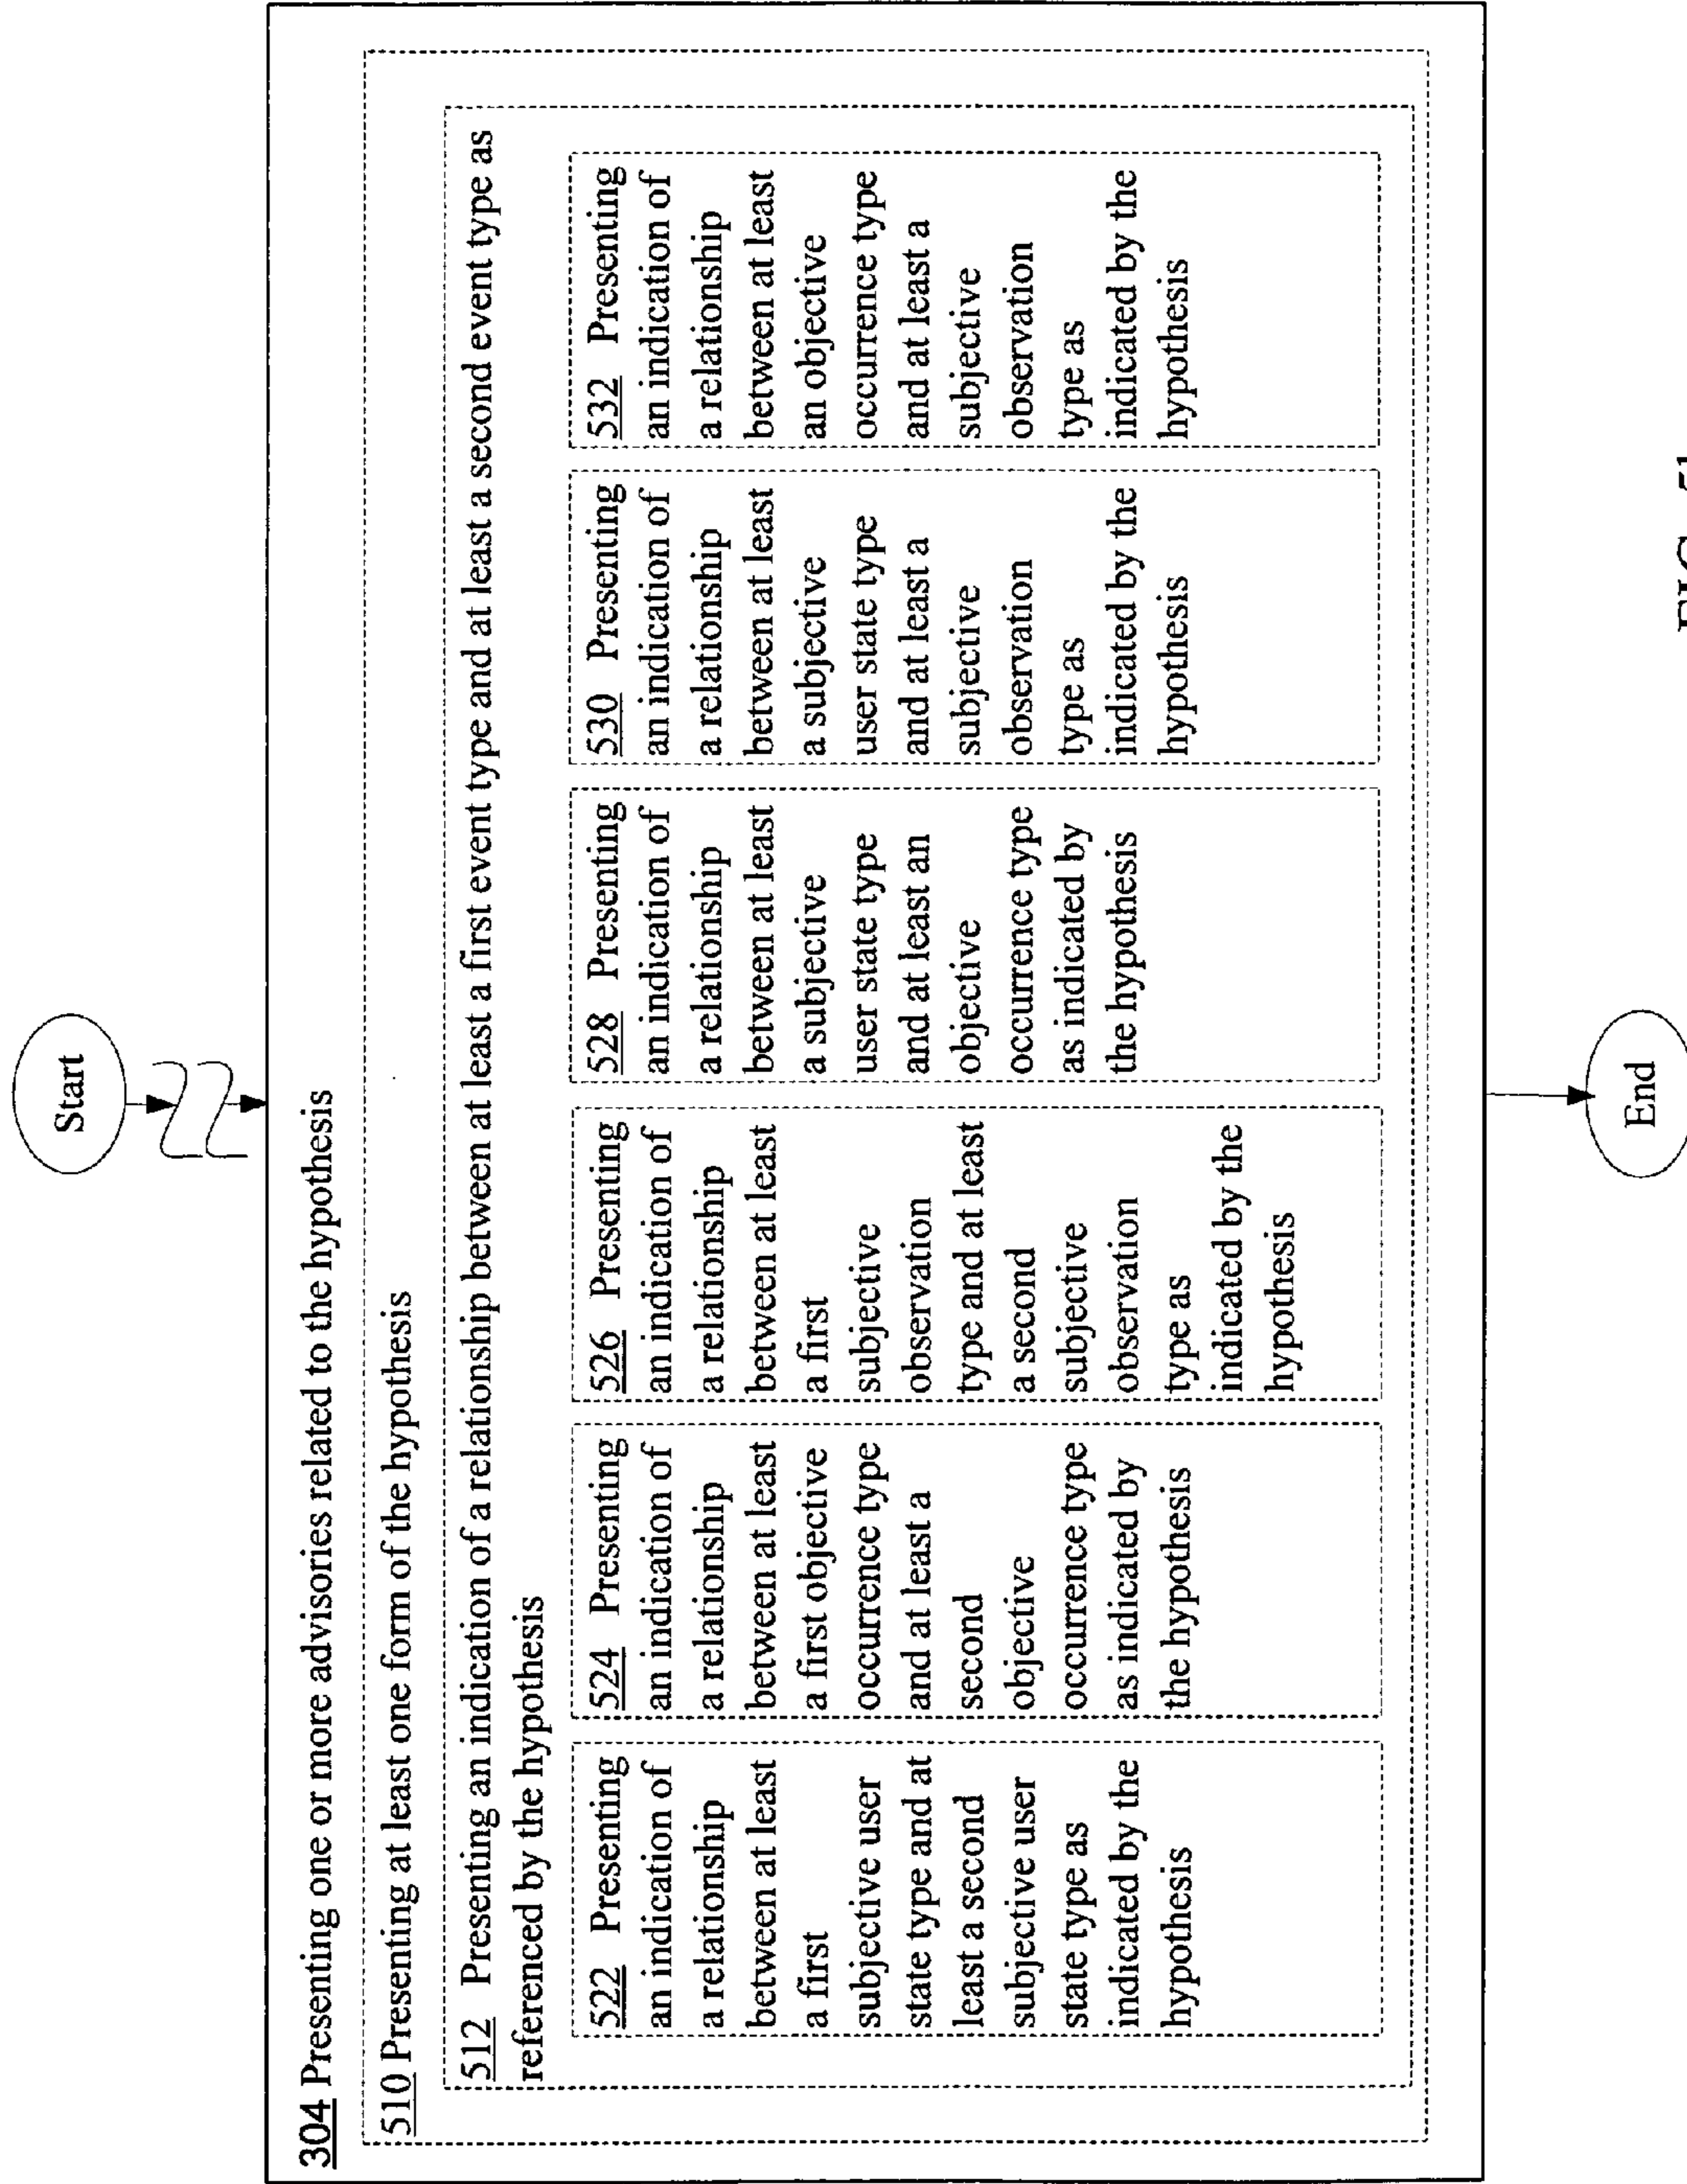 Start
304 Presenting one or more advisories related to the hypothesis
510 Presenting at least one form of the hypothesis
512 Presenting an indication of a relationship between at least a first event type and at least a second event type as
referenced by the hypothesis
522 Presenting
an indication of
a relationship
between at least
a first
subjective user
state type and at
least a second
subjective user
state type as
indicated by the
hypothesis
524 Presenting
an indication of
a relationship
between at least
a first objective
occurrence type
and at least a
second
objective
occurrence type
as indicated by
the hypothesis
526 Presenting
an indication of
a relationship
between at least
a first
subjective
observation
type and at least
a second
subjective
observation
type as
indicated by the
hypothesis
528 Presenting
an indication of
a relationship
between at least
a subjective
user state type
and at least an
objective
occurrence type
as indicated by
the hypothesis
530 Presenting
an indication of
a relationship
between at least
a subjective
user state type
and at least a
subjective
observation
type as
indicated by the
hypothesis
532 Presenting
an indication of
a relationship
between at least
an objective
occurrence type
and at least a
subjective
observation
type as
indicated by the
hypothesis
End